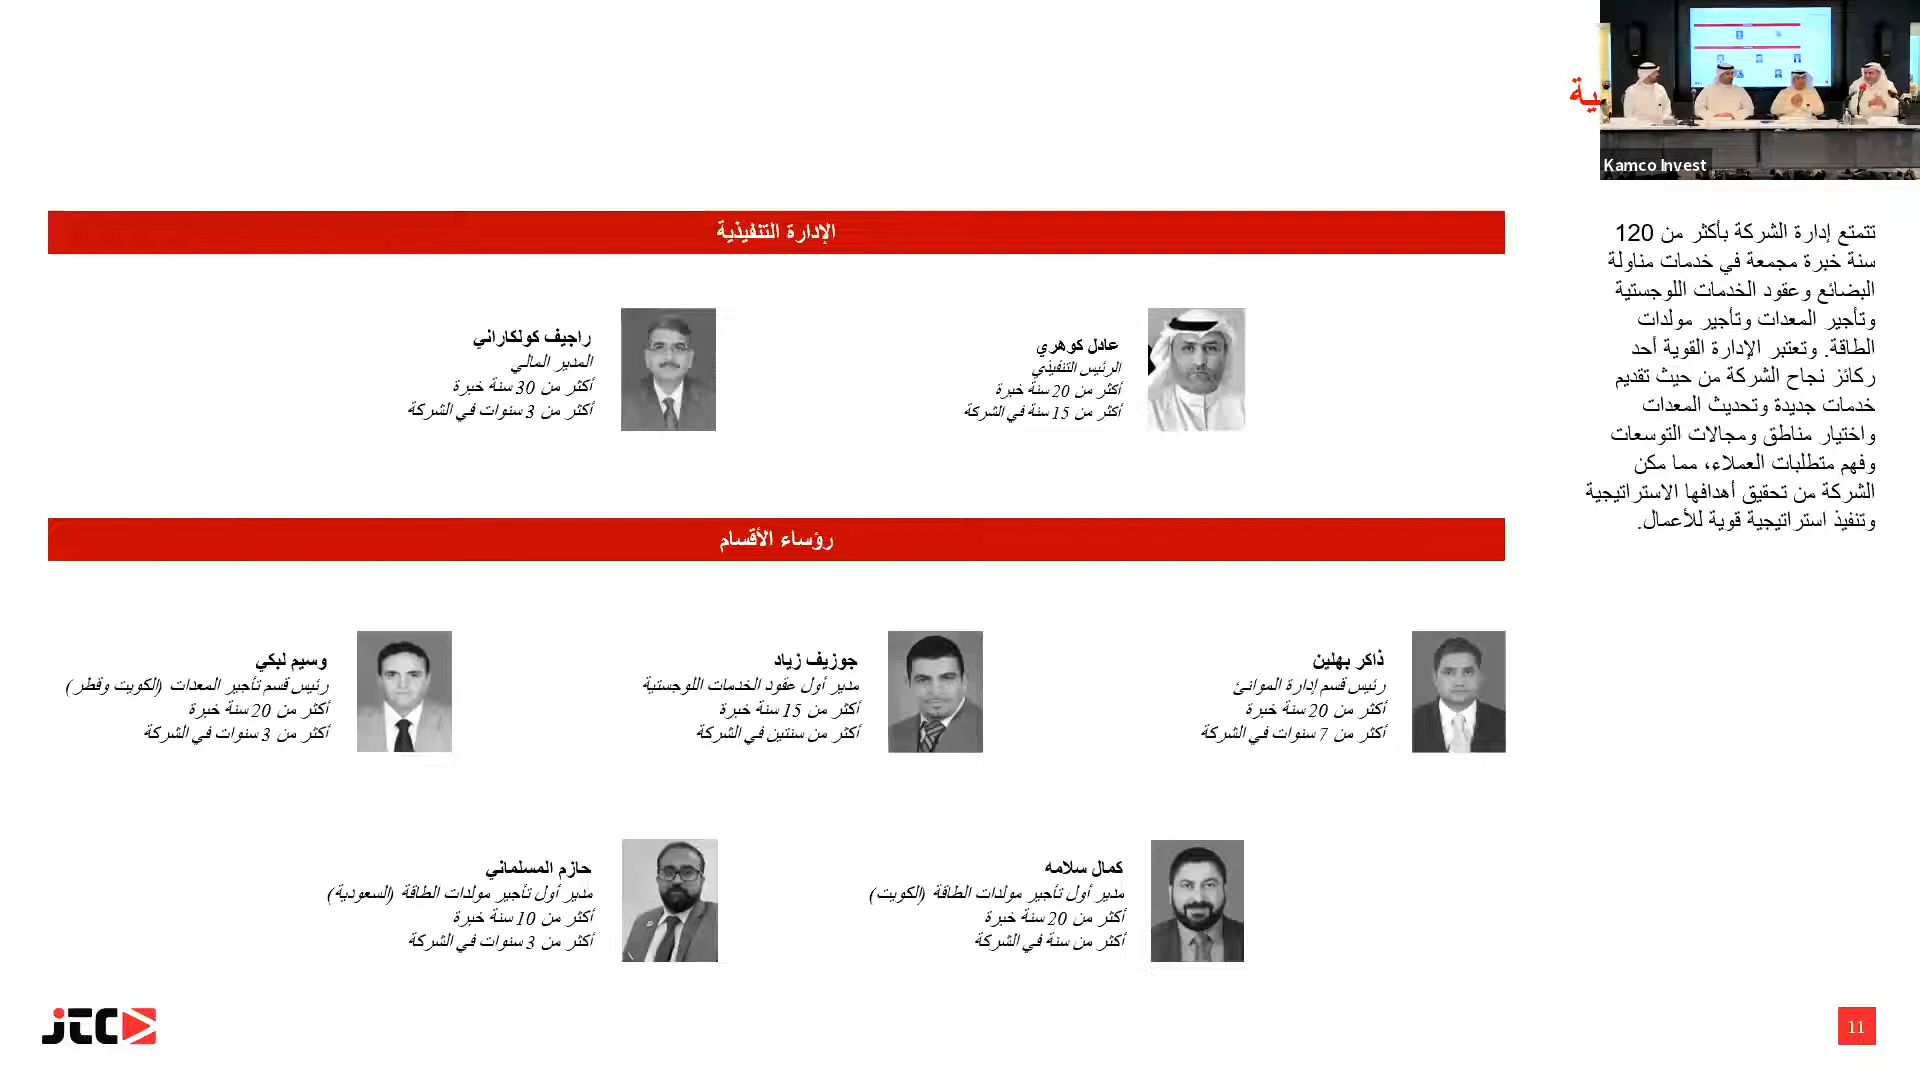 Kamco Invest
الإدارة التنفيذية
عادل كوهري
الرئيس التنفيذي
أكثر من 20 سنة خبرة
أكثر من 15 سنة في الشركة
راجيف كولكاراني
المدير المالي
أكثر من 30 سنة خبرة
أكثر من 3 سنوات في الشركة
تتمتع إدارة الشركة بأكثر من 120
سنة خبرة مجمعة في خدمات مناولة
البضائع وعقود الخدمات اللوجستية
وتأجير المعدات وتأجير مولدات
الطاقة. وتعتبر الإدارة القوية أحد
ركائز نجاح الشركة من حيث تقديم
خدمات جديدة وتحديث المعدات
واختيار مناطق ومجالات التوسعات
وفهم متطلبات العملاء، مما مكن
الشركة من تحقيق أهدافها الاستراتيجية
وتنفيذ استراتيجية قوية للأعمال.
رؤساء الأقسام
ذاكر بهلين
رئيس قسم إدارة الموانئ
أكثر من 20 سنة خبرة
أكثر من 7 سنوات في الشركة
جوزيف زياد
مدير أول عقود الخدمات اللوجستية
أكثر من 15 سنة خبرة
أكثر من سنتين في الشركة
وسيم لبكي
رئيس قسم تأجير المعدات (الكويت وقطر)
أكثر من 20 سنة خبرة
أكثر من 3 سنوات في الشركة
كمال سلامه
مدير أول تأجير مولدات الطاقة (الكويت)
أكثر من 20 سنة خبرة
أكثر من سنة في الشركة
حازم المسلماني
مدير أول تأجير مولدات الطاقة (السعودية)
أكثر من 10 سنة خبرة
أكثر من 3 سنوات في الشركة
JTC
11